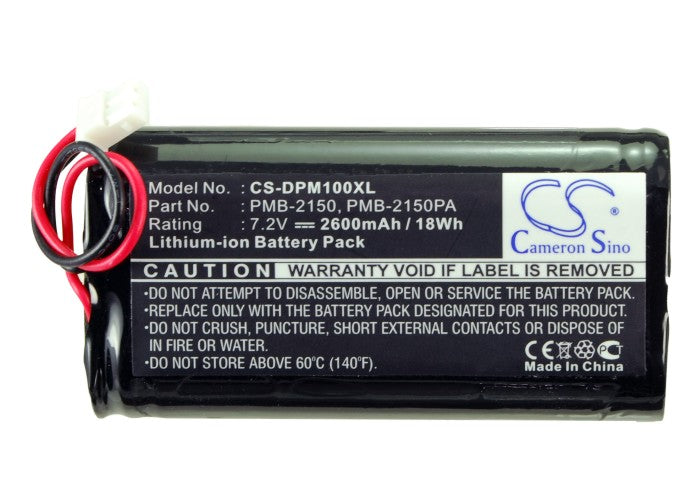 Model No. : CS-DPM100XL
Part No. : PMB-2150, PMB-2150PA
Rating : 7.2V 2600mAh / 18Wh
Lithium-ion Battery Pack
CS
Cameron Sino
CAUTION WARRANTY VOID IF LABEL IS REMOVED
•DO NOT ATTEMPT TO DISASSEMBLE, OPEN OR SERVICE THE BATTERY PACK.
•REPLACE ONLY WITH BATTERY PACK DESIGNATED FOR YOUR PRODUCT.
•DO NOT CRUSH, PUNCTURE, SHORT EXTERNAL CONTACTS OR DISPOSE
IN FIRE OR WATER.
•DO NOT STORE ABOVE 60°C (140°F).
CE
Made In China